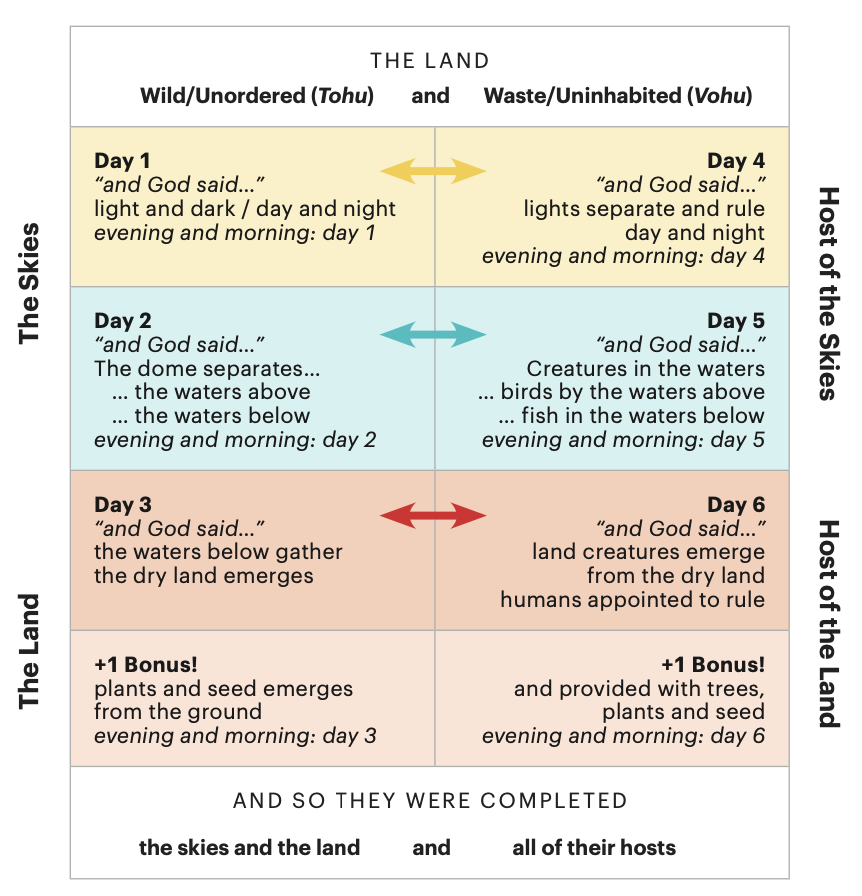 THE LAND
Wild/Unordered (Tohu) and Waste/Uninhabited (Vohu)
The Skies
Day 1
“and God said...”
light and dark / day and night
evening and morning: day 1
Day 4
“and God said...”
lights separate and rule
day and night
evening and morning: day 4
Host of the Skies
Day 2
“and God said...”
The dome separates...
... the waters above
... the waters below
evening and morning: day 2
Day 5
“and God said...”
Creatures in the waters
... birds by the waters above
... fish in the waters below
evening and morning: day 5
The Land
Day 3
“and God said...”
the waters below gather
the dry land emerges
Day 6
“and God said...”
land creatures emerge
from the dry land
humans appointed to rule
Host of the Land
+1 Bonus!
plants and seed emerges
from the ground
evening and morning: day 3
+1 Bonus!
and provided with trees,
plants and seed
evening and morning: day 6
AND SO THEY WERE COMPLETED
the skies and the land and all of their hosts